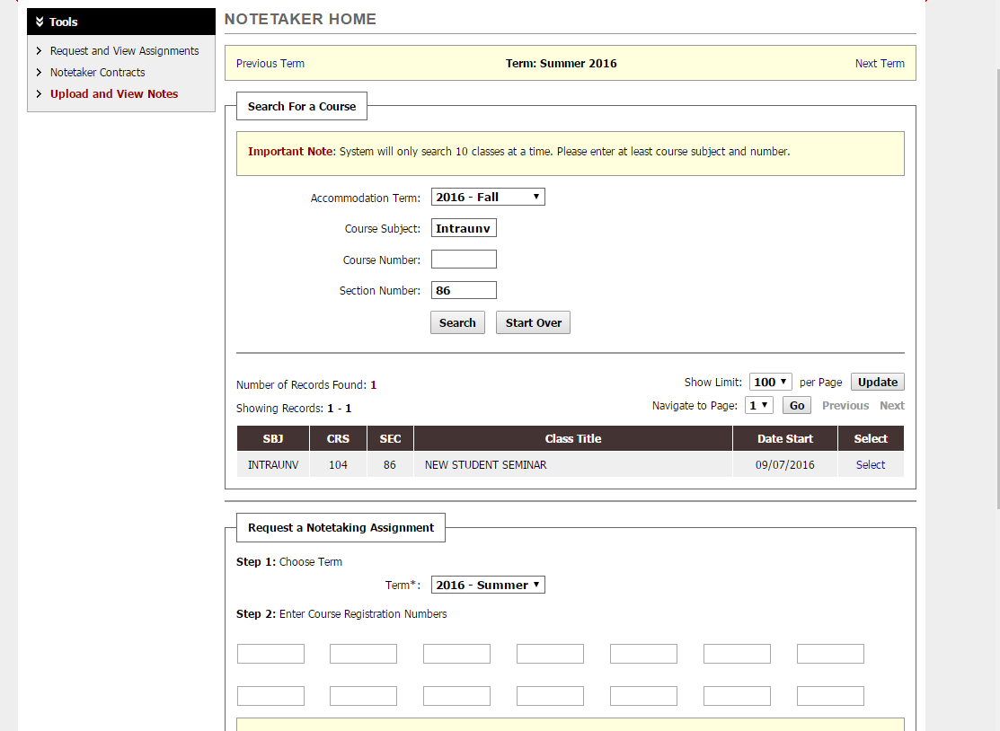 Tools
Request and View Assignments
Notetaker Contracts
Upload and View Notes
NOTETAKER HOME
Previous Term Term: Summer 2016 Next Term
Search For a Course
Important Note: System will only search 10 classes at a time. Please enter at least course subject and number.
Accommodation Term: 2016 - Fall
Course Subject: Intraunv
Course Number:
Section Number: 86
Search Start Over
Number of Records Found: 1
Showing Records: 1 - 1
Show Limit: 100 per Page Update
Navigate to Page: 1 Go Previous Next
SBJ CRS SEC Class Title Date Start Select
INTRAUNV 104 86 NEW STUDENT SEMINAR 09/07/2016 Select
Request a Notetaking Assignment
Step 1: Choose Term
Term*: 2016 - Summer
Step 2: Enter Course Registration Numbers